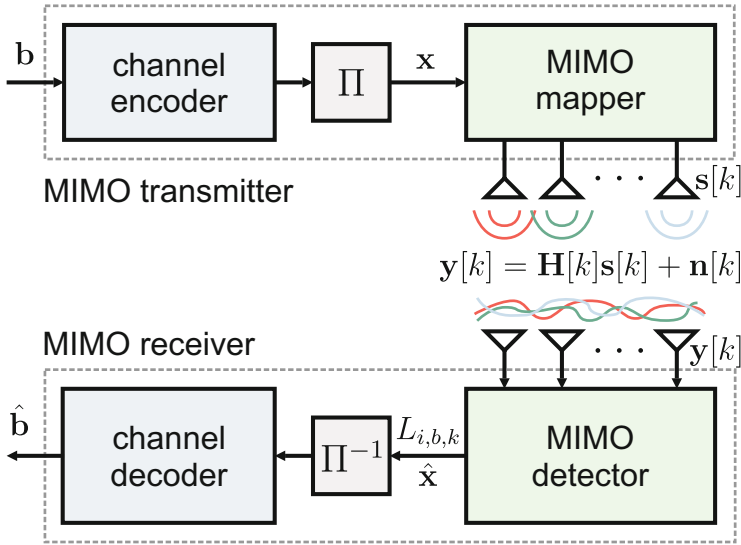 b
channel
encoder
Π
x
MIMO
mapper
MIMO transmitter
· · ·
s[k]
y[k] = H[k]s[k] + n[k]
MIMO receiver
· · ·
y[k]
b̂
channel
decoder
Π⁻¹
L_{i,b,k}
x̂
MIMO
detector